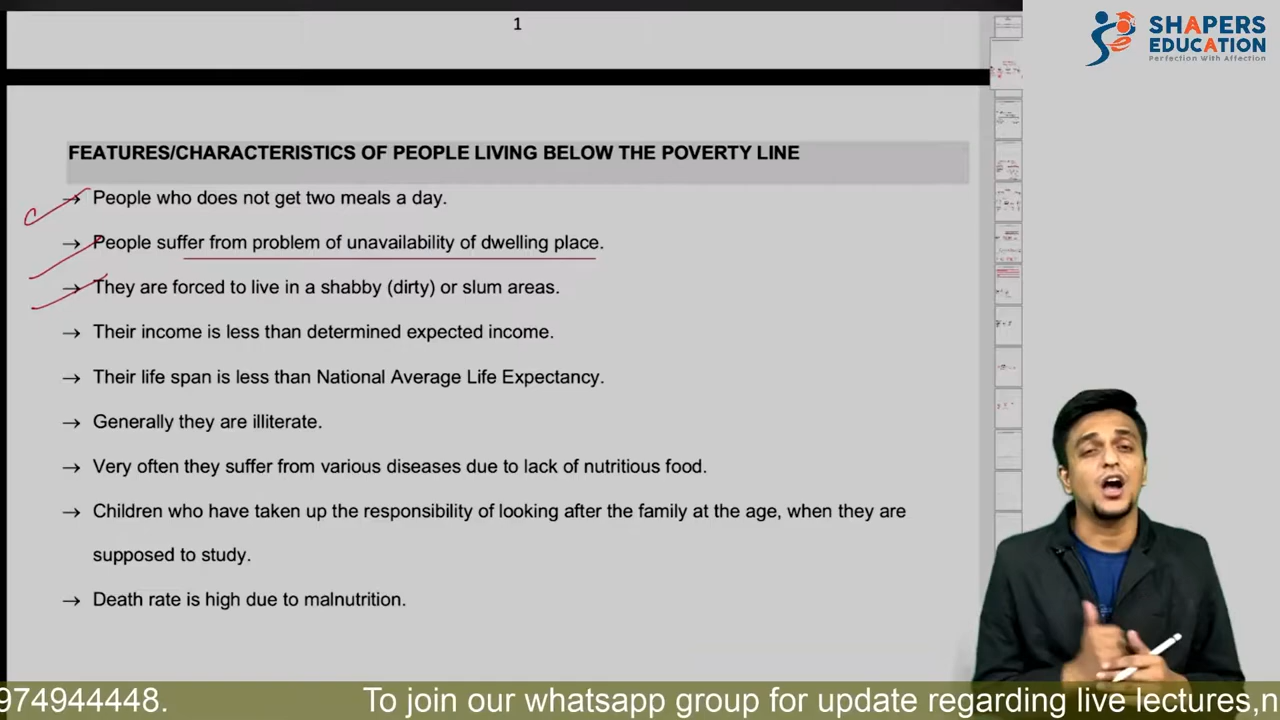 1
SHAPERS
EDUCATION
Perfection With Affection
FEATURES/CHARACTERISTICS OF PEOPLE LIVING BELOW THE POVERTY LINE
→ People who does not get two meals a day.
→ People suffer from problem of unavailability of dwelling place.
→ They are forced to live in a shabby (dirty) or slum areas.
→ Their income is less than determined expected income.
→ Their life span is less than National Average Life Expectancy.
→ Generally they are illiterate.
→ Very often they suffer from various diseases due to lack of nutritious food.
→ Children who have taken up the responsibility of looking after the family at the age, when they are
supposed to study.
→ Death rate is high due to malnutrition.
974944448. To join our whatsapp group for update regarding live lectures,n